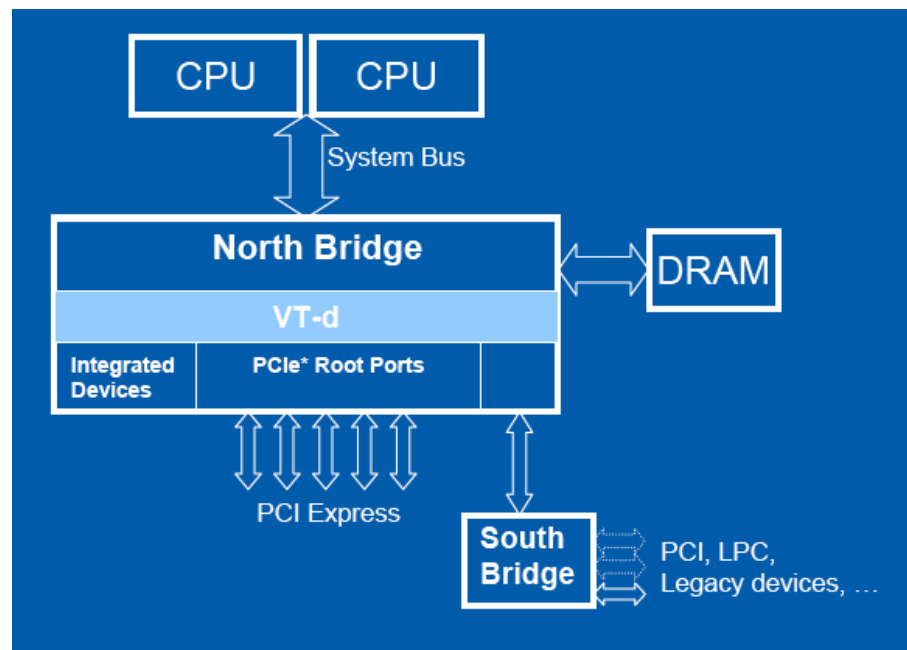 CPU
CPU
System Bus
North Bridge
DRAM
VT-d
Integrated
Devices
PCIe* Root Ports
PCI Express
South
Bridge
PCI, LPC,
Legacy devices, …